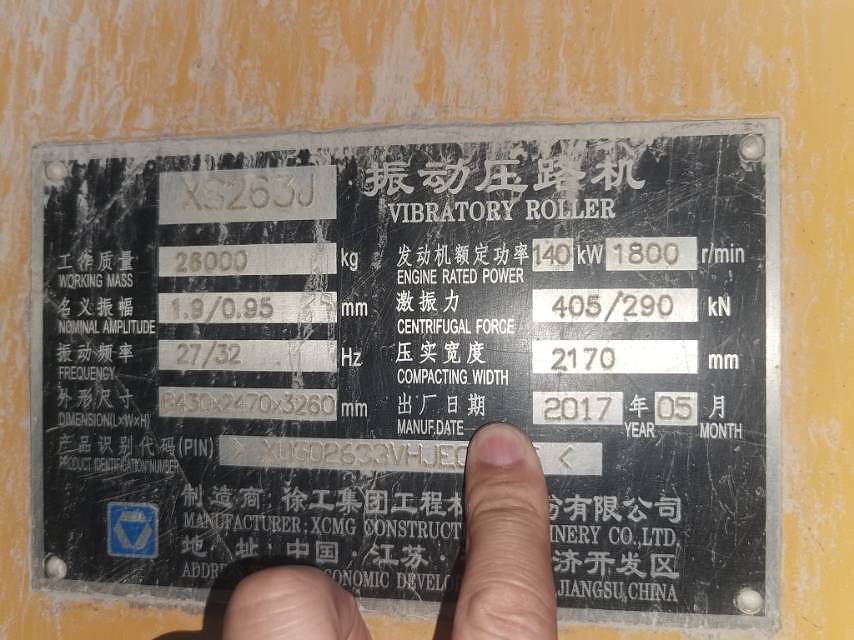 XS263J 振动压路机
VIBRATORY ROLLER
工作质量 26000 kg 发动机额定功率 140 kW 1800 r/min
WORKING MASS ENGINE RATED POWER
名义振幅 1.9/0.95 mm 激振力 405/290 kN
NOMINAL AMPLITUDE CENTRIFUGAL FORCE
振动频率 27/32 Hz 压实宽度 2170 mm
FREQUENCY COMPACTING WIDTH
外形尺寸 6430×2470×3260 mm 出厂日期 2017 年 05 月
DIMENSION(L×W×H) MANUF.DATE YEAR MONTH
产品识别代码(PIN) > <
PRODUCT IDENTIFICATION NUMBER
制造商:徐工集团工程 份有限公司
MANUFACTURER: XCMG CO.,LTD.
地·址:中国·江苏· 济开发区
JIANGSU,CHINA